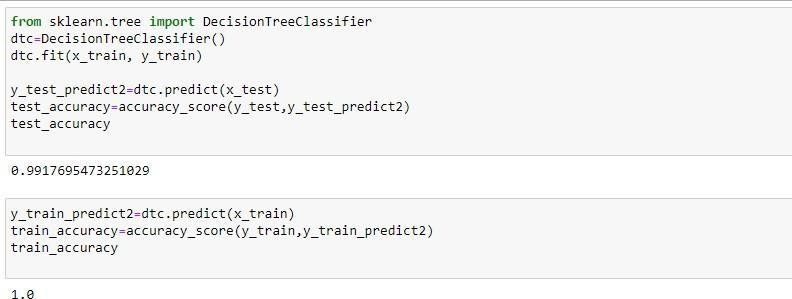 from sklearn.tree import DecisionTreeClassifier
dtc=DecisionTreeClassifier()
dtc.fit(x_train, y_train)
y_test_predict2=dtc.predict(x_test)
test_accuracy=accuracy_score(y_test,y_test_predict2)
test_accuracy
0.9917695473251029
y_train_predict2=dtc.predict(x_train)
train_accuracy=accuracy_score(y_train,y_train_predict2)
train_accuracy
1.0